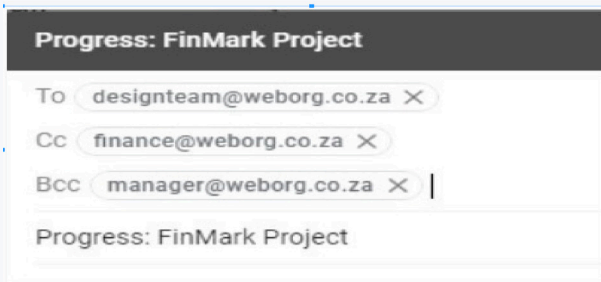 Progress: FinMark Project
To designteam@weborg.co.za ×
Cc finance@weborg.co.za ×
Bcc manager@weborg.co.za ×
Progress: FinMark Project